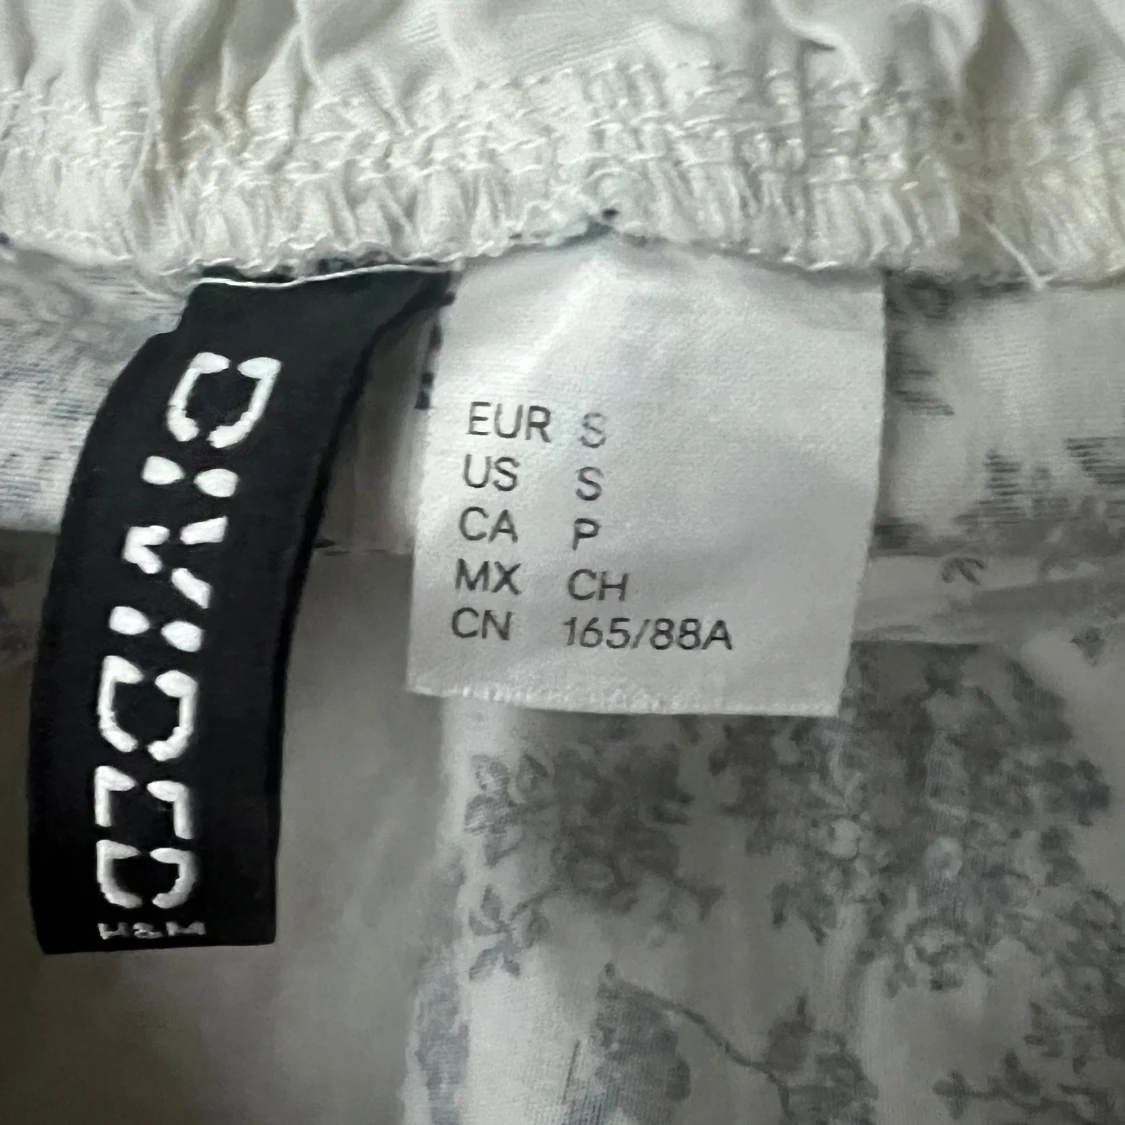 DIVIDED
H&M
EUR S
US S
CA P
MX CH
CN 165/88A